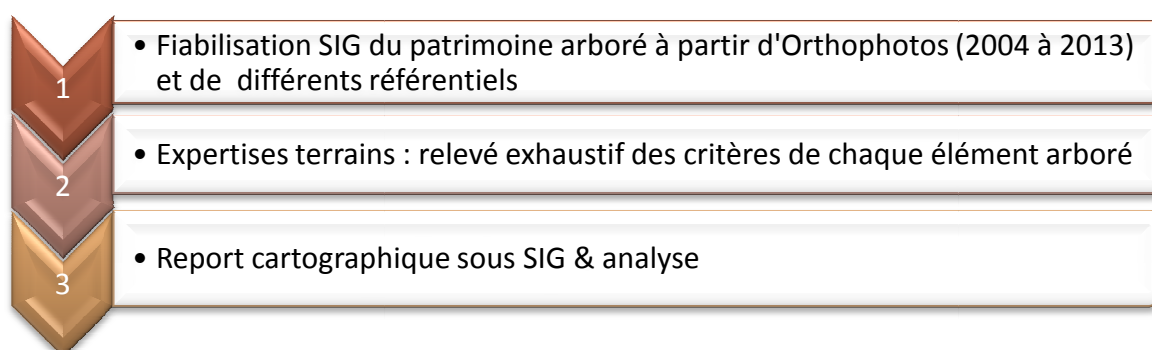 • Fiabilisation SIG du patrimoine arboré à partir d'Orthophotos (2004 à 2013)
et de différents référentiels
1
• Expertises terrains : relevé exhaustif des critères de chaque élément arboré
2
• Report cartographique sous SIG & analyse
3